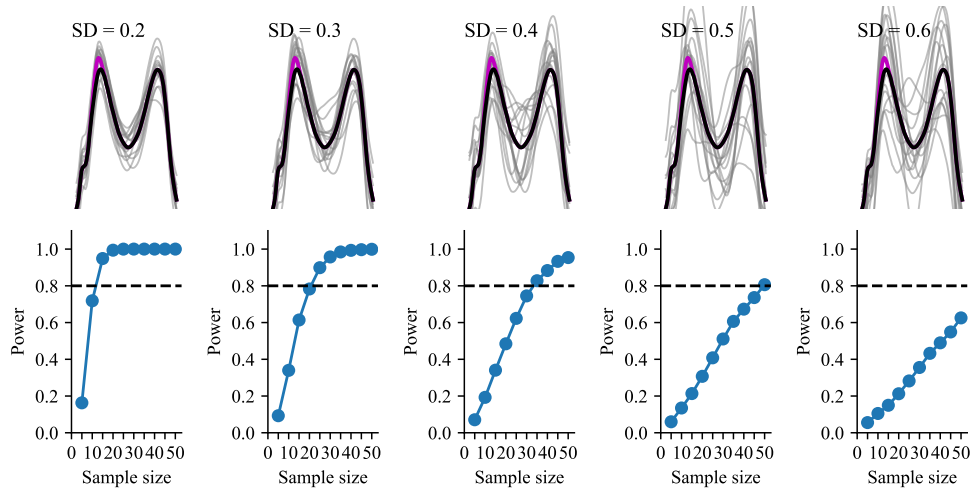 SD = 0.2 SD = 0.3 SD = 0.4 SD = 0.5 SD = 0.6
1.0 1.0 1.0 1.0 1.0
0.8 0.8 0.8 0.8 0.8
0.6 0.6 0.6 0.6 0.6
0.4 0.4 0.4 0.4 0.4
0.2 0.2 0.2 0.2 0.2
0.0 0.0 0.0 0.0 0.0
Power Power Power Power Power
0 10 20 30 40 50 0 10 20 30 40 50 0 10 20 30 40 50 0 10 20 30 40 50 0 10 20 30 40 50
Sample size Sample size Sample size Sample size Sample size